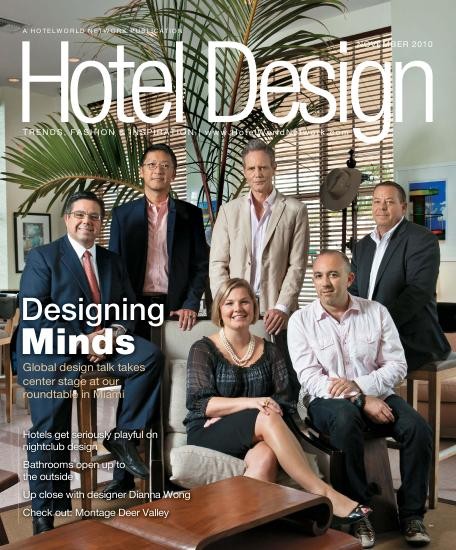 A HOTELWORLD NETWORK PUBLICATION
NOVEMBER 2010
Hotel Design
TRENDS, FASHION & INSPIRATION | www.HotelWorldNetwork.com
Designing
Minds
Global design talk takes
center stage at our
roundtable in Miami
Hotels get seriously playful on
nightclub design
Bathrooms open up to
the outside
Up close with designer Dianna Wong
Check out: Montage Deer Valley